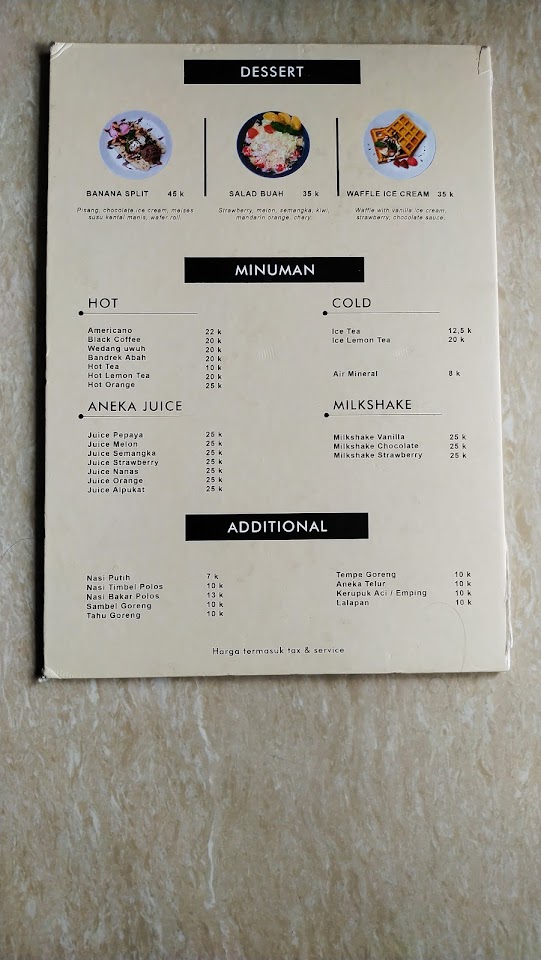 DESSERT
BANANA SPLIT 45 k
Pisang, chocolate ice cream, meises
susu kental manis, wafer roll.
SALAD BUAH 35 k
Strawberry, melon, semangka, kiwi,
mandarin orange, chery.
WAFFLE ICE CREAM 35 k
Waffle with vanilla ice cream,
strawberry, chocolate sauce.
MINUMAN
HOT
Americano 22 k
Black Coffee 20 k
Wedang uwuh 20 k
Bandrek Abah 20 k
Hot Tea 10 k
Hot Lemon Tea 20 k
Hot Orange 25 k
COLD
Ice Tea 12,5 k
Ice Lemon Tea 20 k
Air Mineral 8 k
ANEKA JUICE
Juice Pepaya 25 k
Juice Melon 25 k
Juice Semangka 25 k
Juice Strawberry 25 k
Juice Nanas 25 k
Juice Orange 25 k
Juice Alpukat 25 k
MILKSHAKE
Milkshake Vanilla 25 k
Milkshake Chocolate 25 k
Milkshake Strawberry 25 k
ADDITIONAL
Nasi Putih 7 k
Nasi Timbel Polos 10 k
Nasi Bakar Polos 13 k
Sambel Goreng 10 k
Tahu Goreng 10 k
Tempe Goreng 10 k
Aneka Telur 10 k
Kerupuk Aci / Emping 10 k
Lalapan 10 k
Harga termasuk tax & service